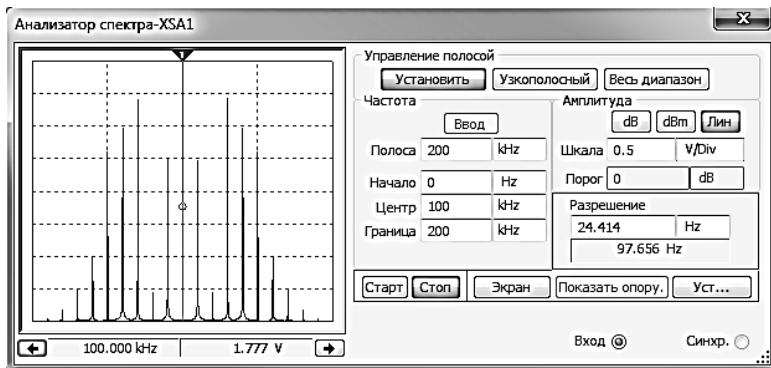 Анализатор спектра-XSA1
x
1
Управление полосой
Установить Узкополосный Весь диапазон
Частота
Ввод
Полоса 200 kHz
Начало 0 Hz
Центр 100 kHz
Граница 200 kHz
Амплитуда
dB dBm Лин
Шкала 0.5 V/Div
Порог 0 dB
Разрешение
24.414 Hz
97.656 Hz
Старт Стоп Экран Показать опору. Уст...
100.000 kHz 1.777 V
Вход Синхр.